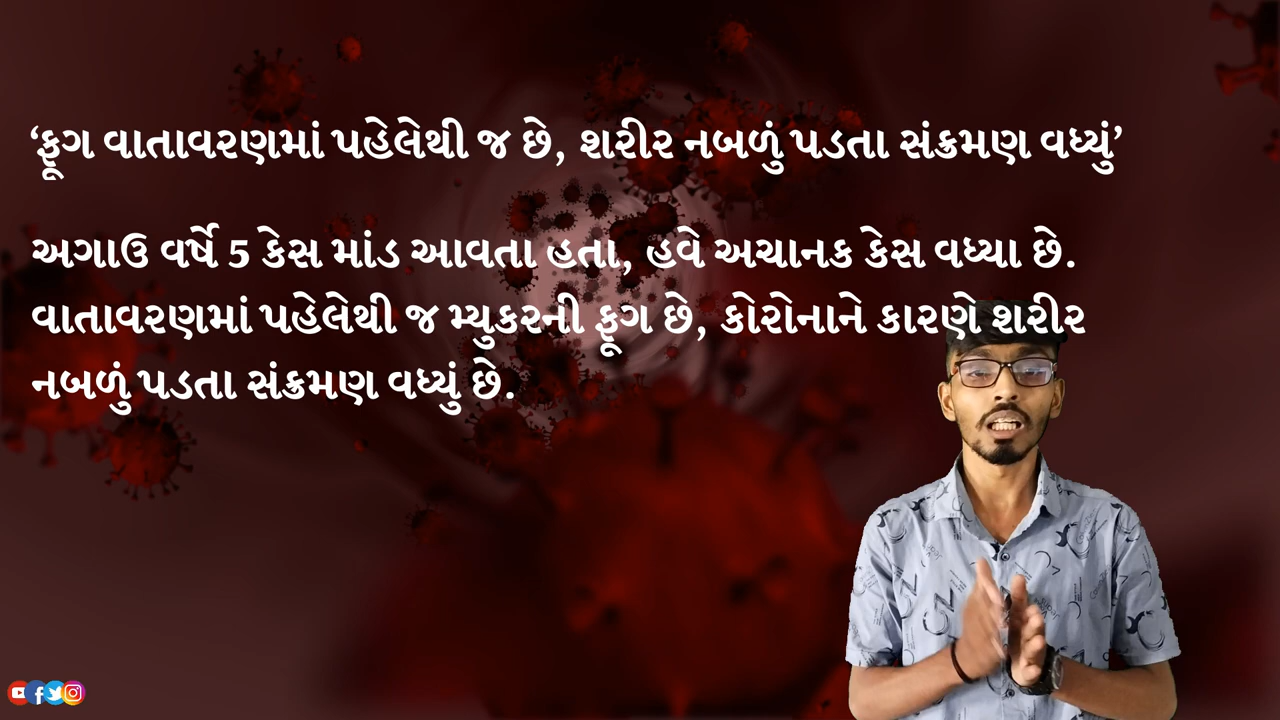 ‘ફૂગ વાતાવરણમાં પહેલેથી જ છે, શરીર નબળું પડતા સંક્રમણ વધ્યું’
અગાઉ વર્ષે 5 કેસ માંડ આવતા હતા, હવે અચાનક કેસ વધ્યા છે.
વાતાવરણમાં પહેલેથી જ મ્યુકરની ફૂગ છે, કોરોનાને કારણે શરીર
નબળું પડતા સંક્રમણ વધ્યું છે.